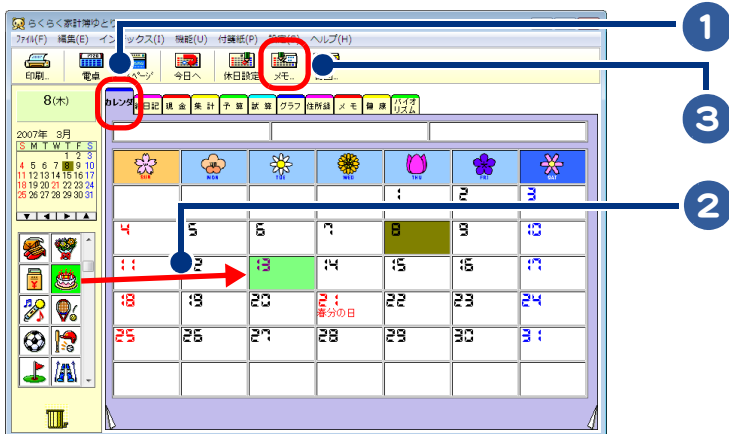 らくらく家計簿ゆと
ファイル(F) 編集(E) インデックス(I) 機能(U) 付箋紙(P) ヘルプ(H)
印刷.. 電卓 今日へ 休日設定 メモ..
1
3
2
8(木)
カレンダ 日記 現金 集計 予算 試算 グラフ 住所録 メモ 健康 バイオリズム
2007年 3月
S M T W T F S
1 2 3
4 5 6 7 8 9 10
11 12 13 14 15 16 17
18 19 20 21 22 23 24
25 26 27 28 29 30 31
SUN MON TUE WED THU FRI SAT
1 2 3
4 5 6 7 8 9 10
11 2 13 14 15 16 17
18 19 20 21 22 23 24
春分の日
25 26 27 28 29 30 31